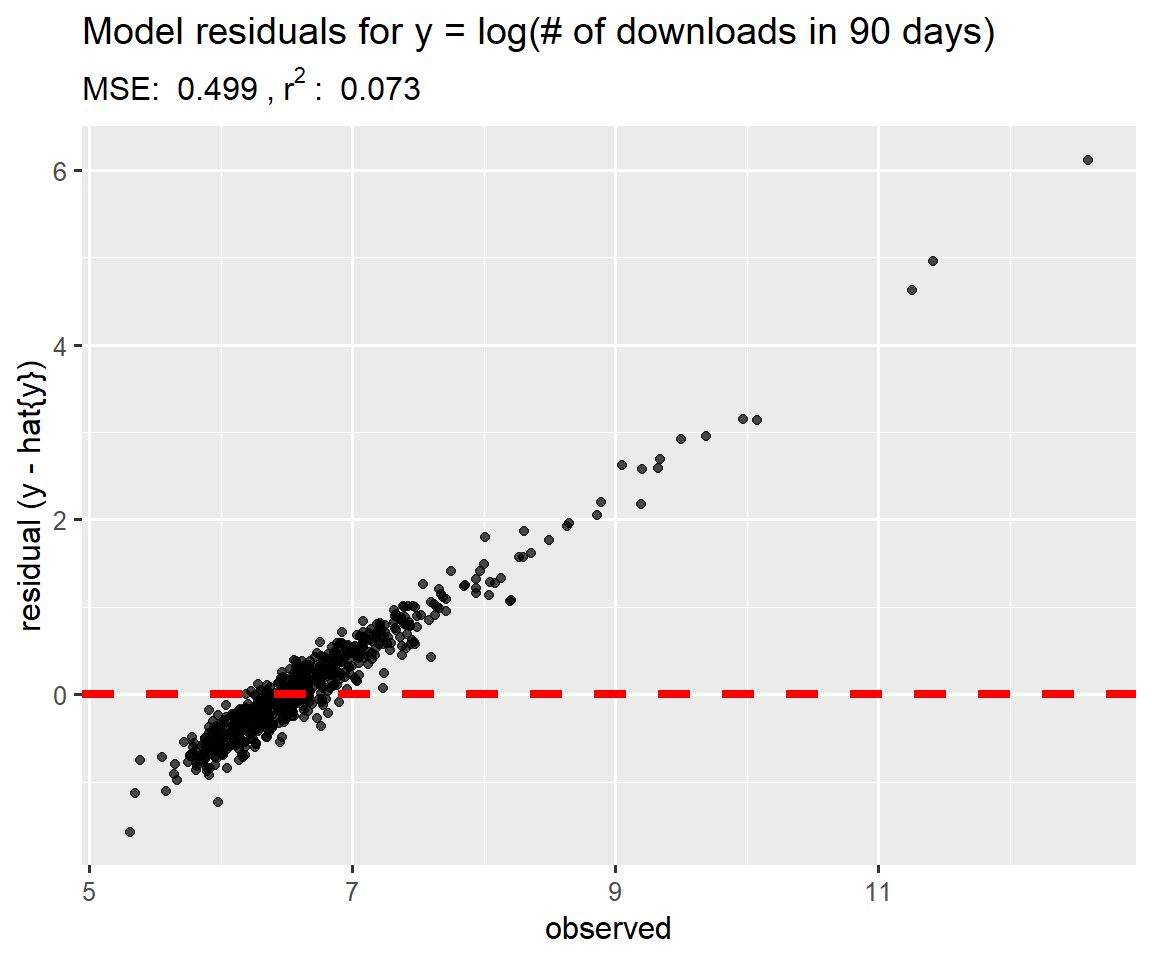 Model residuals for y = log(# of downloads in 90 days)
MSE:  0.499 , r² :  0.073
6
4
2
0
residual (y - hat{y})
5 7 9 11
observed